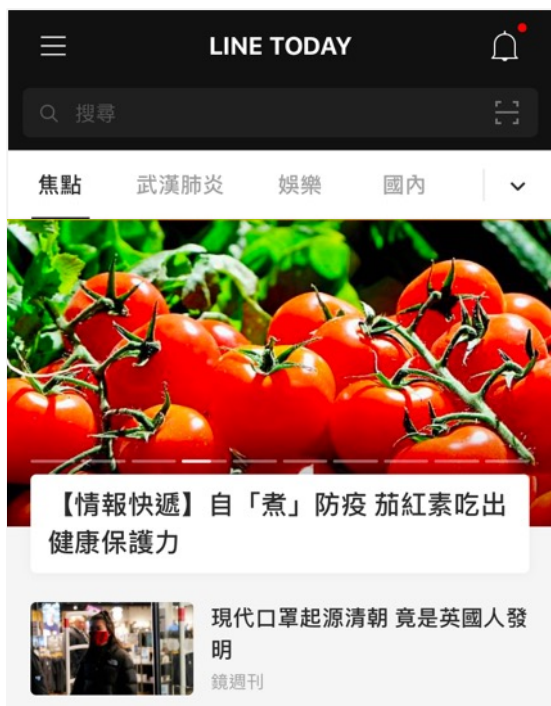 LINE TODAY
搜尋
焦點 武漢肺炎 娛樂 國內
【情報快遞】自「煮」防疫 茄紅素吃出
健康保護力
現代口罩起源清朝 竟是英國人發
明
鏡週刊